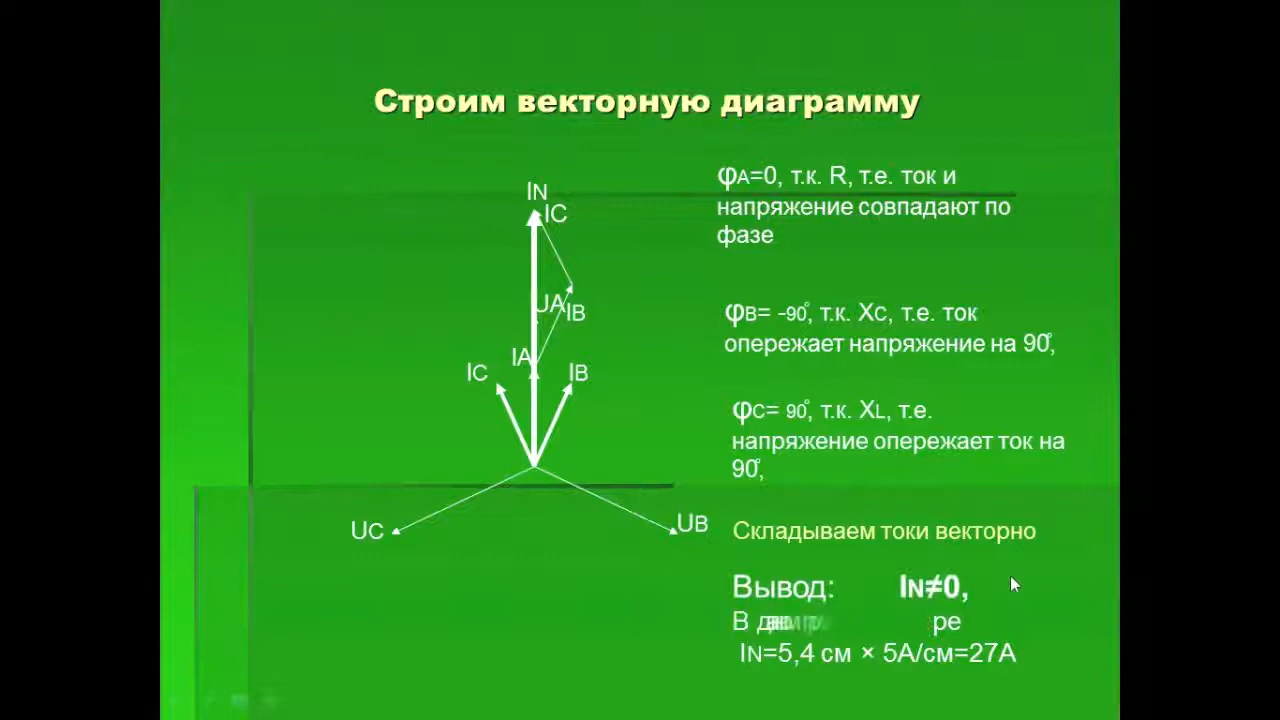 Строим векторную диаграмму
IN
IC
UA
IB
IA
IC
IB
UC
UB
φA=0, т.к. R, т.е. ток и
напряжение совпадают по
фазе
φB= -90°, т.к. XC, т.е. ток
опережает напряжение на 90°,
φC= 90°, т.к. XL, т.е.
напряжение опережает ток на
90°,
Складываем токи векторно
Вывод: IN≠0,
В
IN=5,4 см × 5А/см=27А